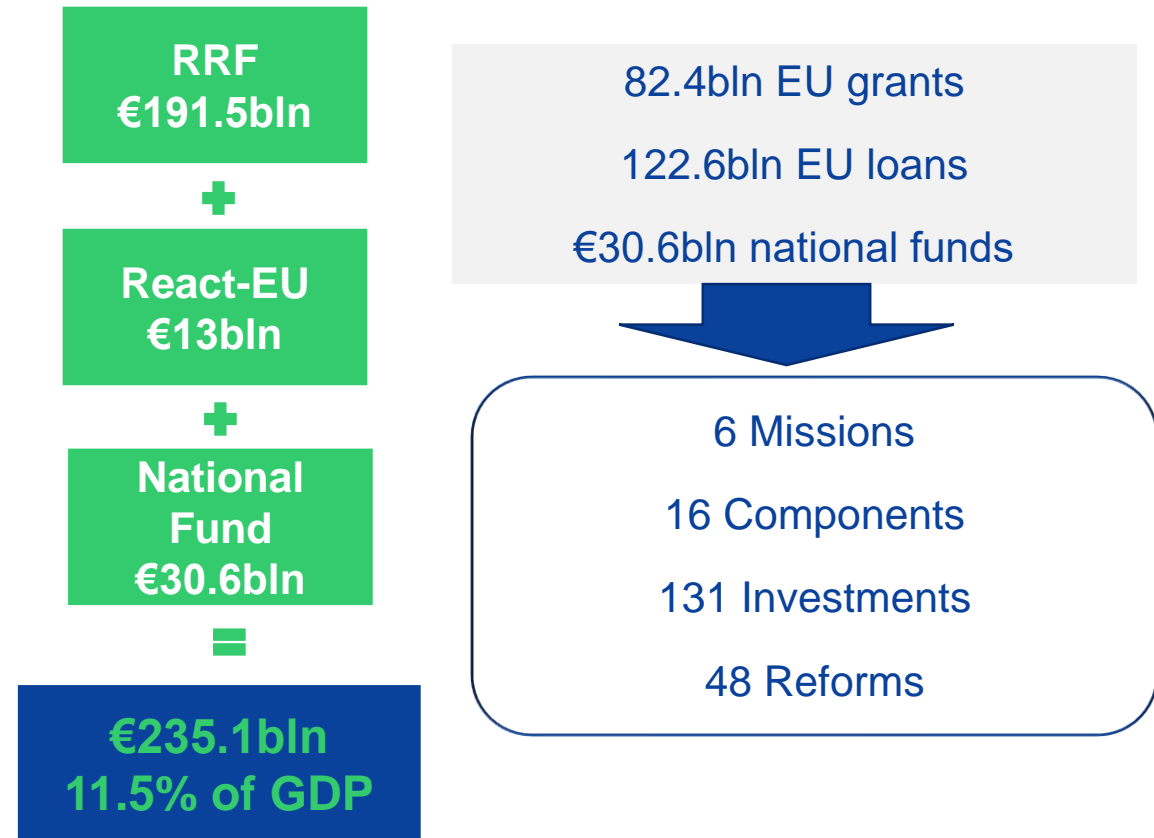 RRF
€191.5bln
+
React-EU
€13bln
+
National
Fund
€30.6bln
=
€235.1bln
11.5% of GDP
82.4bln EU grants
122.6bln EU loans
€30.6bln national funds
6 Missions
16 Components
131 Investments
48 Reforms